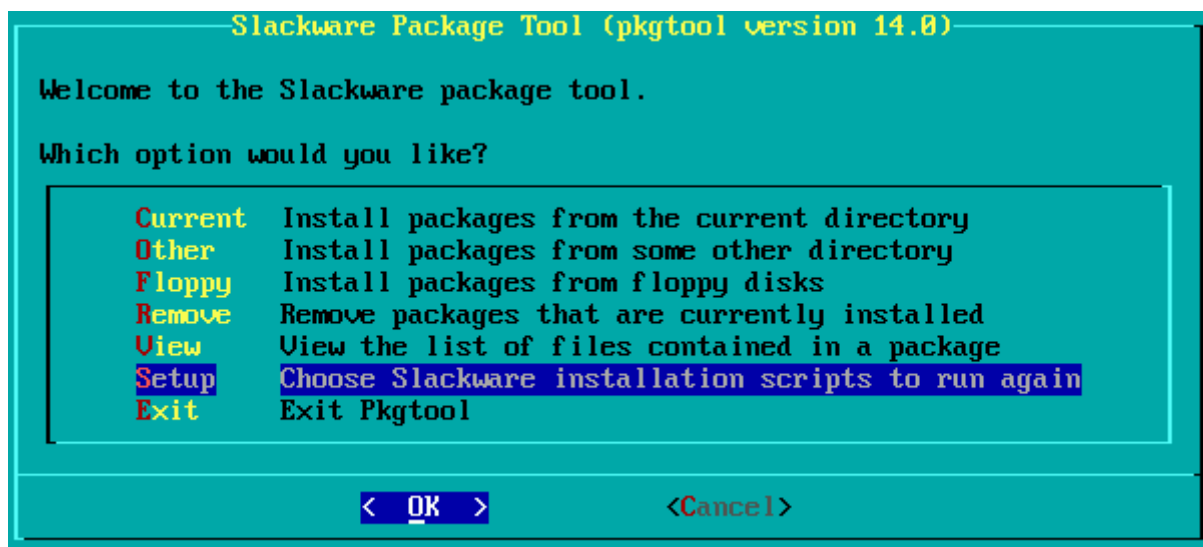 Slackware Package Tool (pkgtool version 14.0)
Welcome to the Slackware package tool.
Which option would you like?
Current Install packages from the current directory
Other Install packages from some other directory
Floppy Install packages from floppy disks
Remove Remove packages that are currently installed
View View the list of files contained in a package
Setup Choose Slackware installation scripts to run again
Exit Exit Pkgtool
< OK > <Cancel>